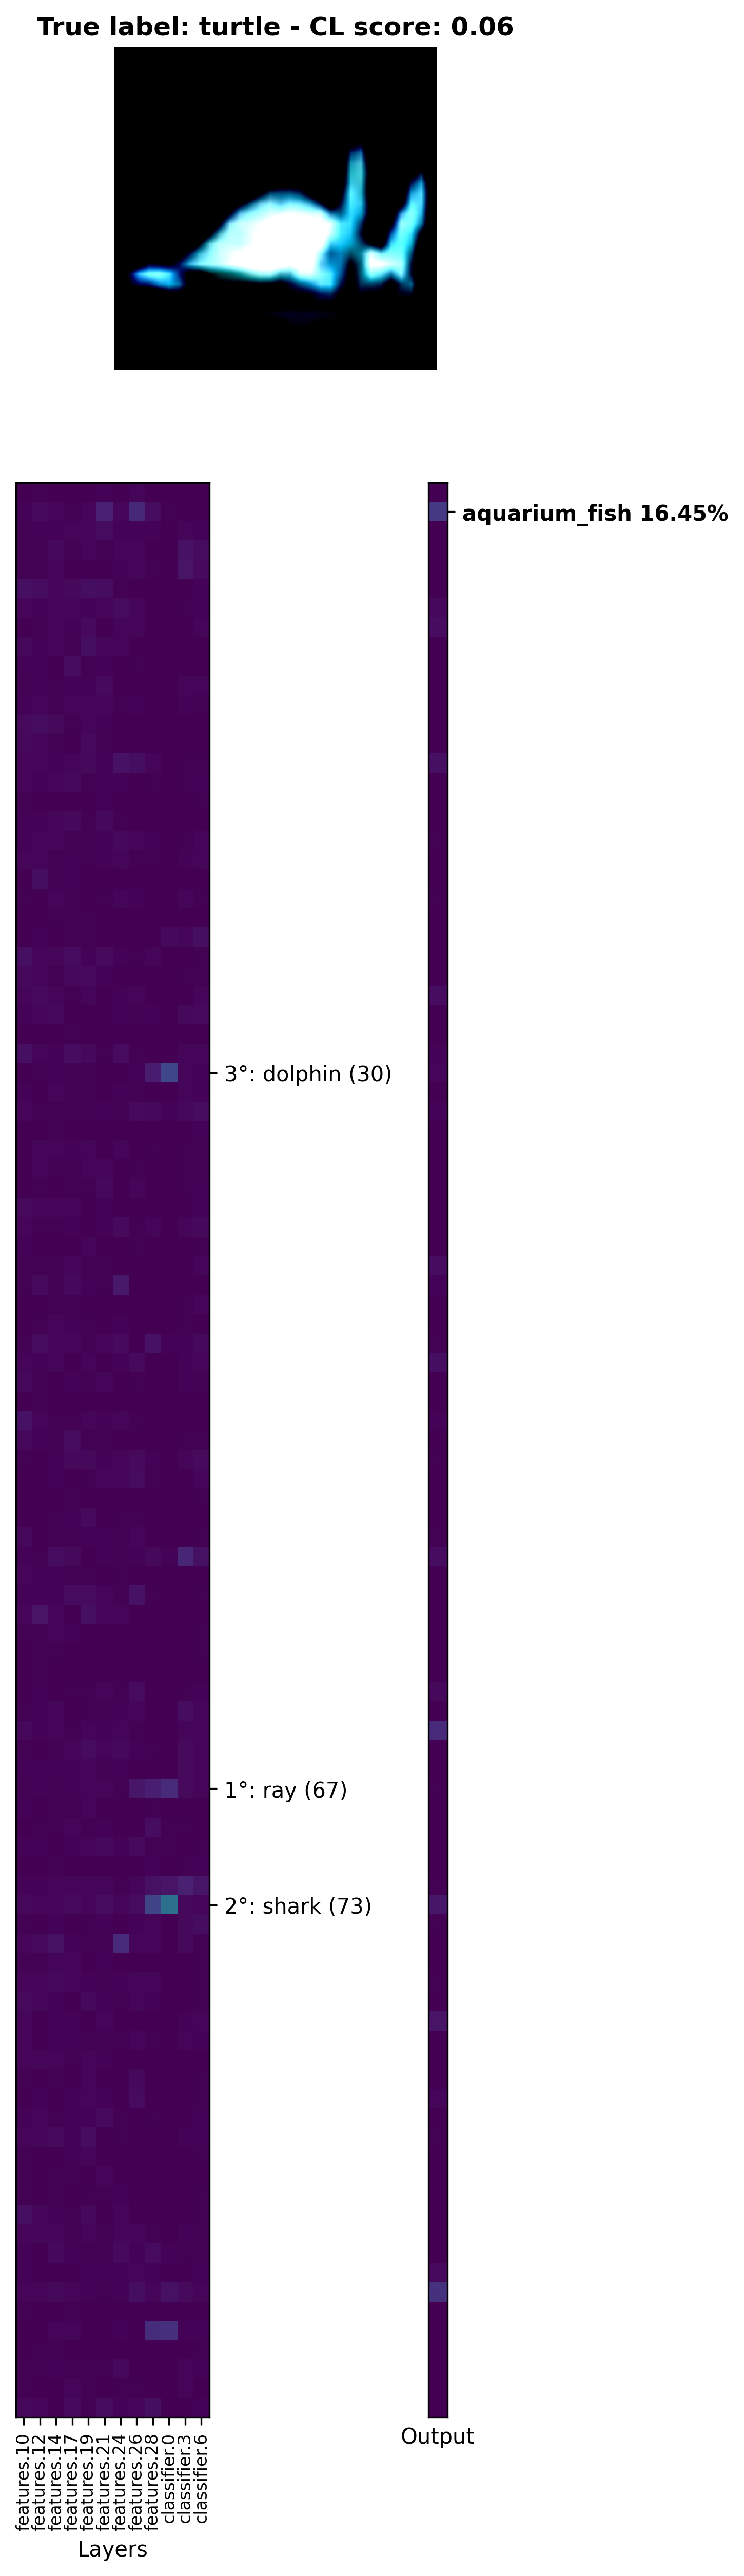 True label: turtle - CL score: 0.06
aquarium_fish 16.45%
3°: dolphin (30)
1°: ray (67)
2°: shark (73)
features.10
features.12
features.14
features.17
features.19
features.21
features.24
features.26
features.28
classifier.0
classifier.3
classifier.6
Output
Layers